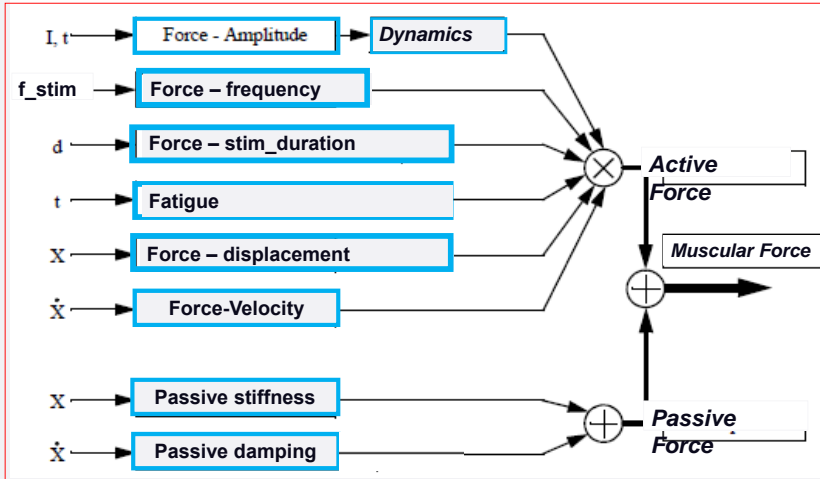 I, t
Force - Amplitude
Dynamics
f_stim
Force – frequency
d
Force – stim_duration
t
Fatigue
X
Force – displacement
Ẋ
Force-Velocity
×
Active
Force
Muscular Force
+
X
Passive stiffness
Ẋ
Passive damping
+
Passive
Force